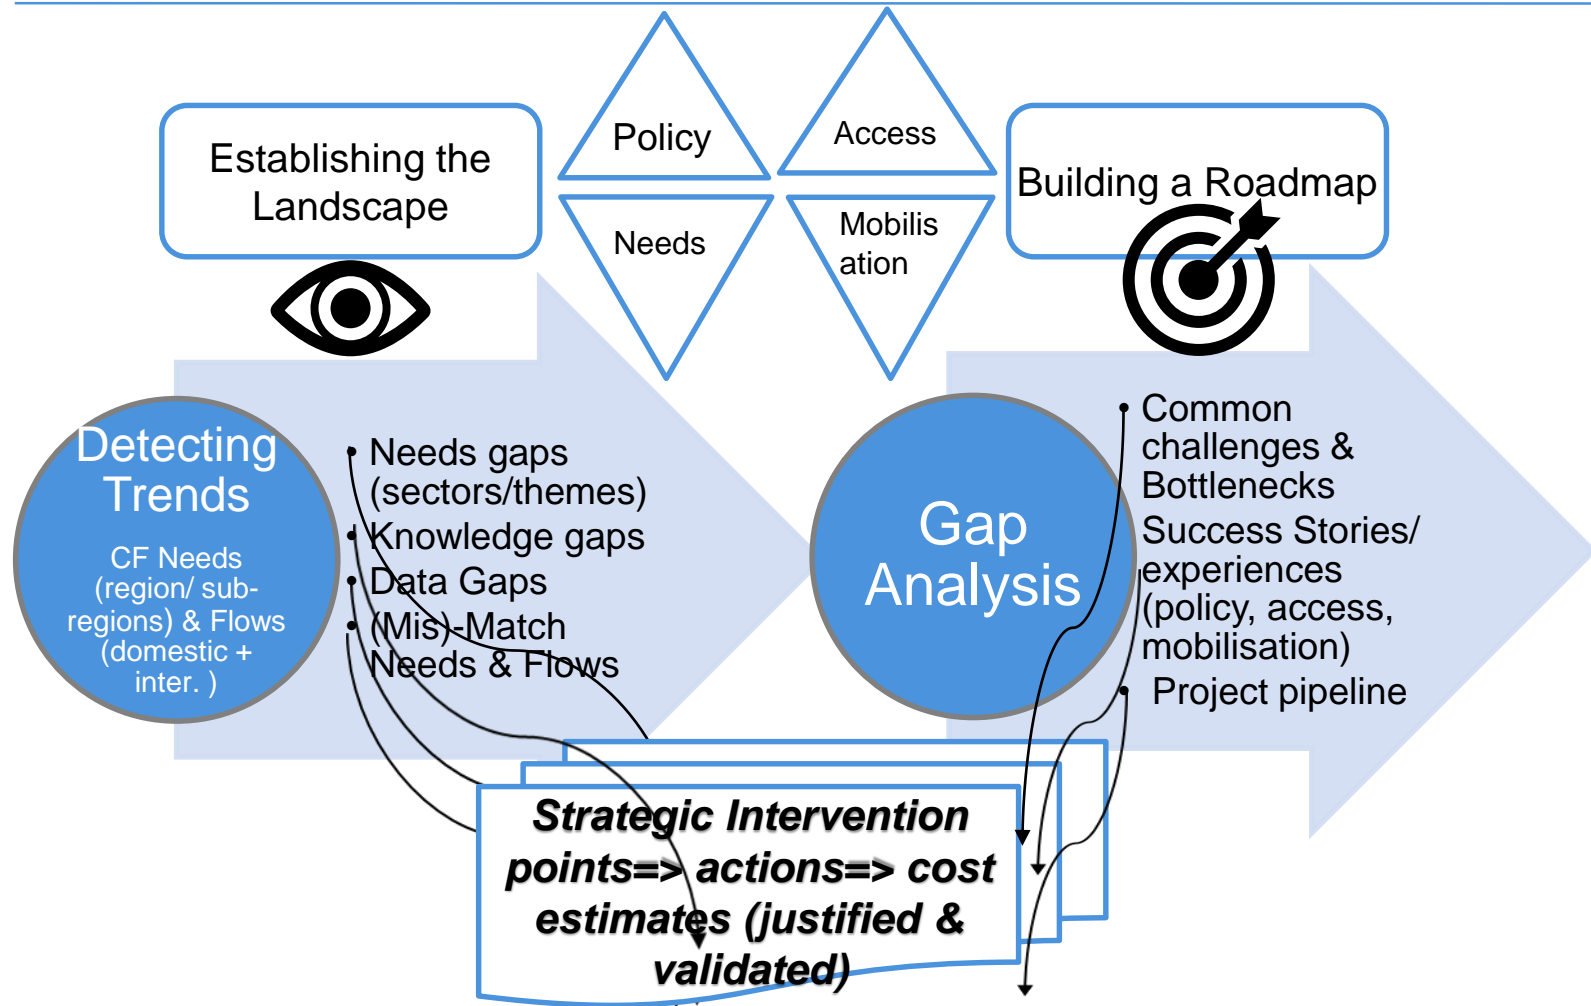 Establishing the
Landscape
Policy
Access
Needs
Mobilis
ation
Building a Roadmap
Detecting
Trends
CF Needs
(region/ sub-
regions) & Flows
(domestic +
inter. )
• Needs gaps
(sectors/themes)
• Knowledge gaps
• Data Gaps
• (Mis)-Match
Needs & Flows
Gap
Analysis
• Common
challenges &
Bottlenecks
Success Stories/
experiences
(policy, access,
mobilisation)
• Project pipeline
Strategic Intervention
points=> actions=> cost
estimates (justified &
validated)